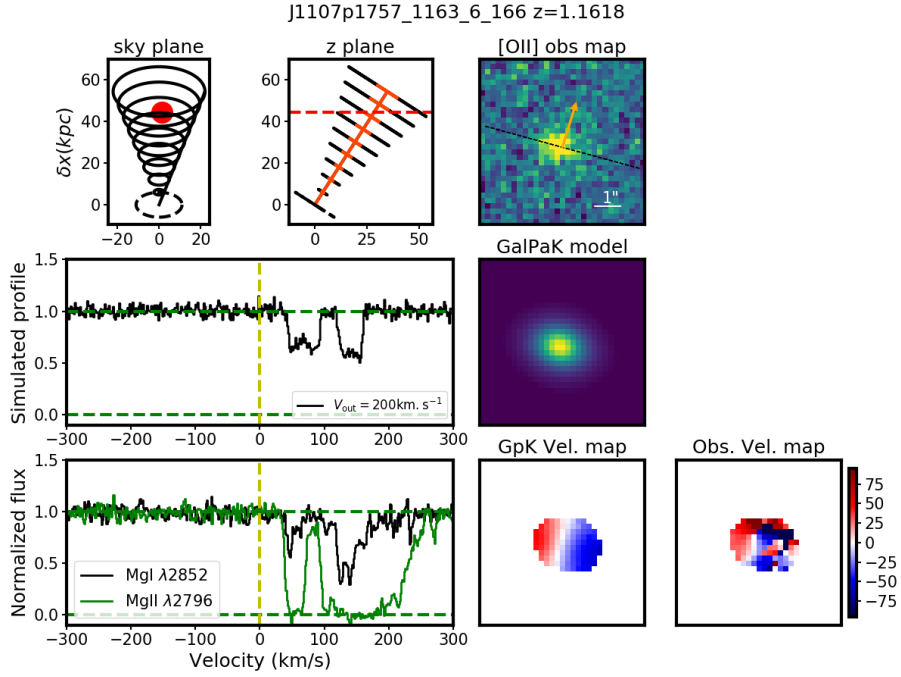 J1107p1757_1163_6_166 z=1.1618
sky plane
z plane
[OII] obs map
δx(kpc)
60
40
20
0
−20 0 20
60
40
20
0
0 25 50
1"
GalPaK model
Simulated profile
1.5
1.0
0.5
0.0
V_out = 200km.s⁻¹
−300 −200 −100 0 100 200 300
GpK Vel. map
Obs. Vel. map
Normalized flux
1.5
1.0
0.5
0.0
MgI λ2852
MgII λ2796
−300 −200 −100 0 100 200 300
Velocity (km/s)
75
50
25
0
−25
−50
−75